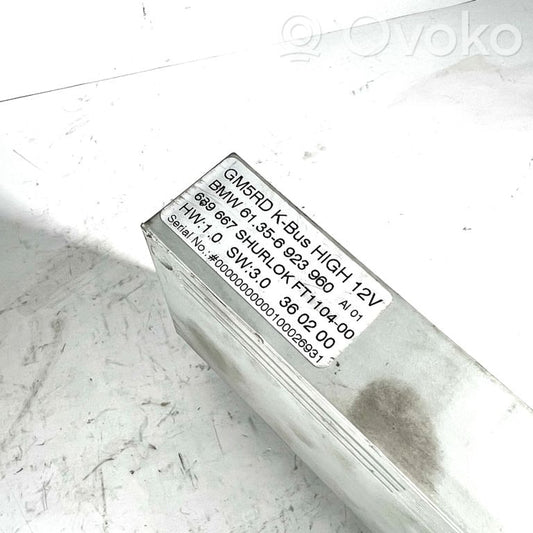 Ovoko
GM5RD K-Bus HIGH 12V
BMW 61.35-6 923 960 AI 01
689 667 SHURLOK FT1104-00
HW:1.0 SW:3.0 36 02 00
Serial No.:#00000000000100026931